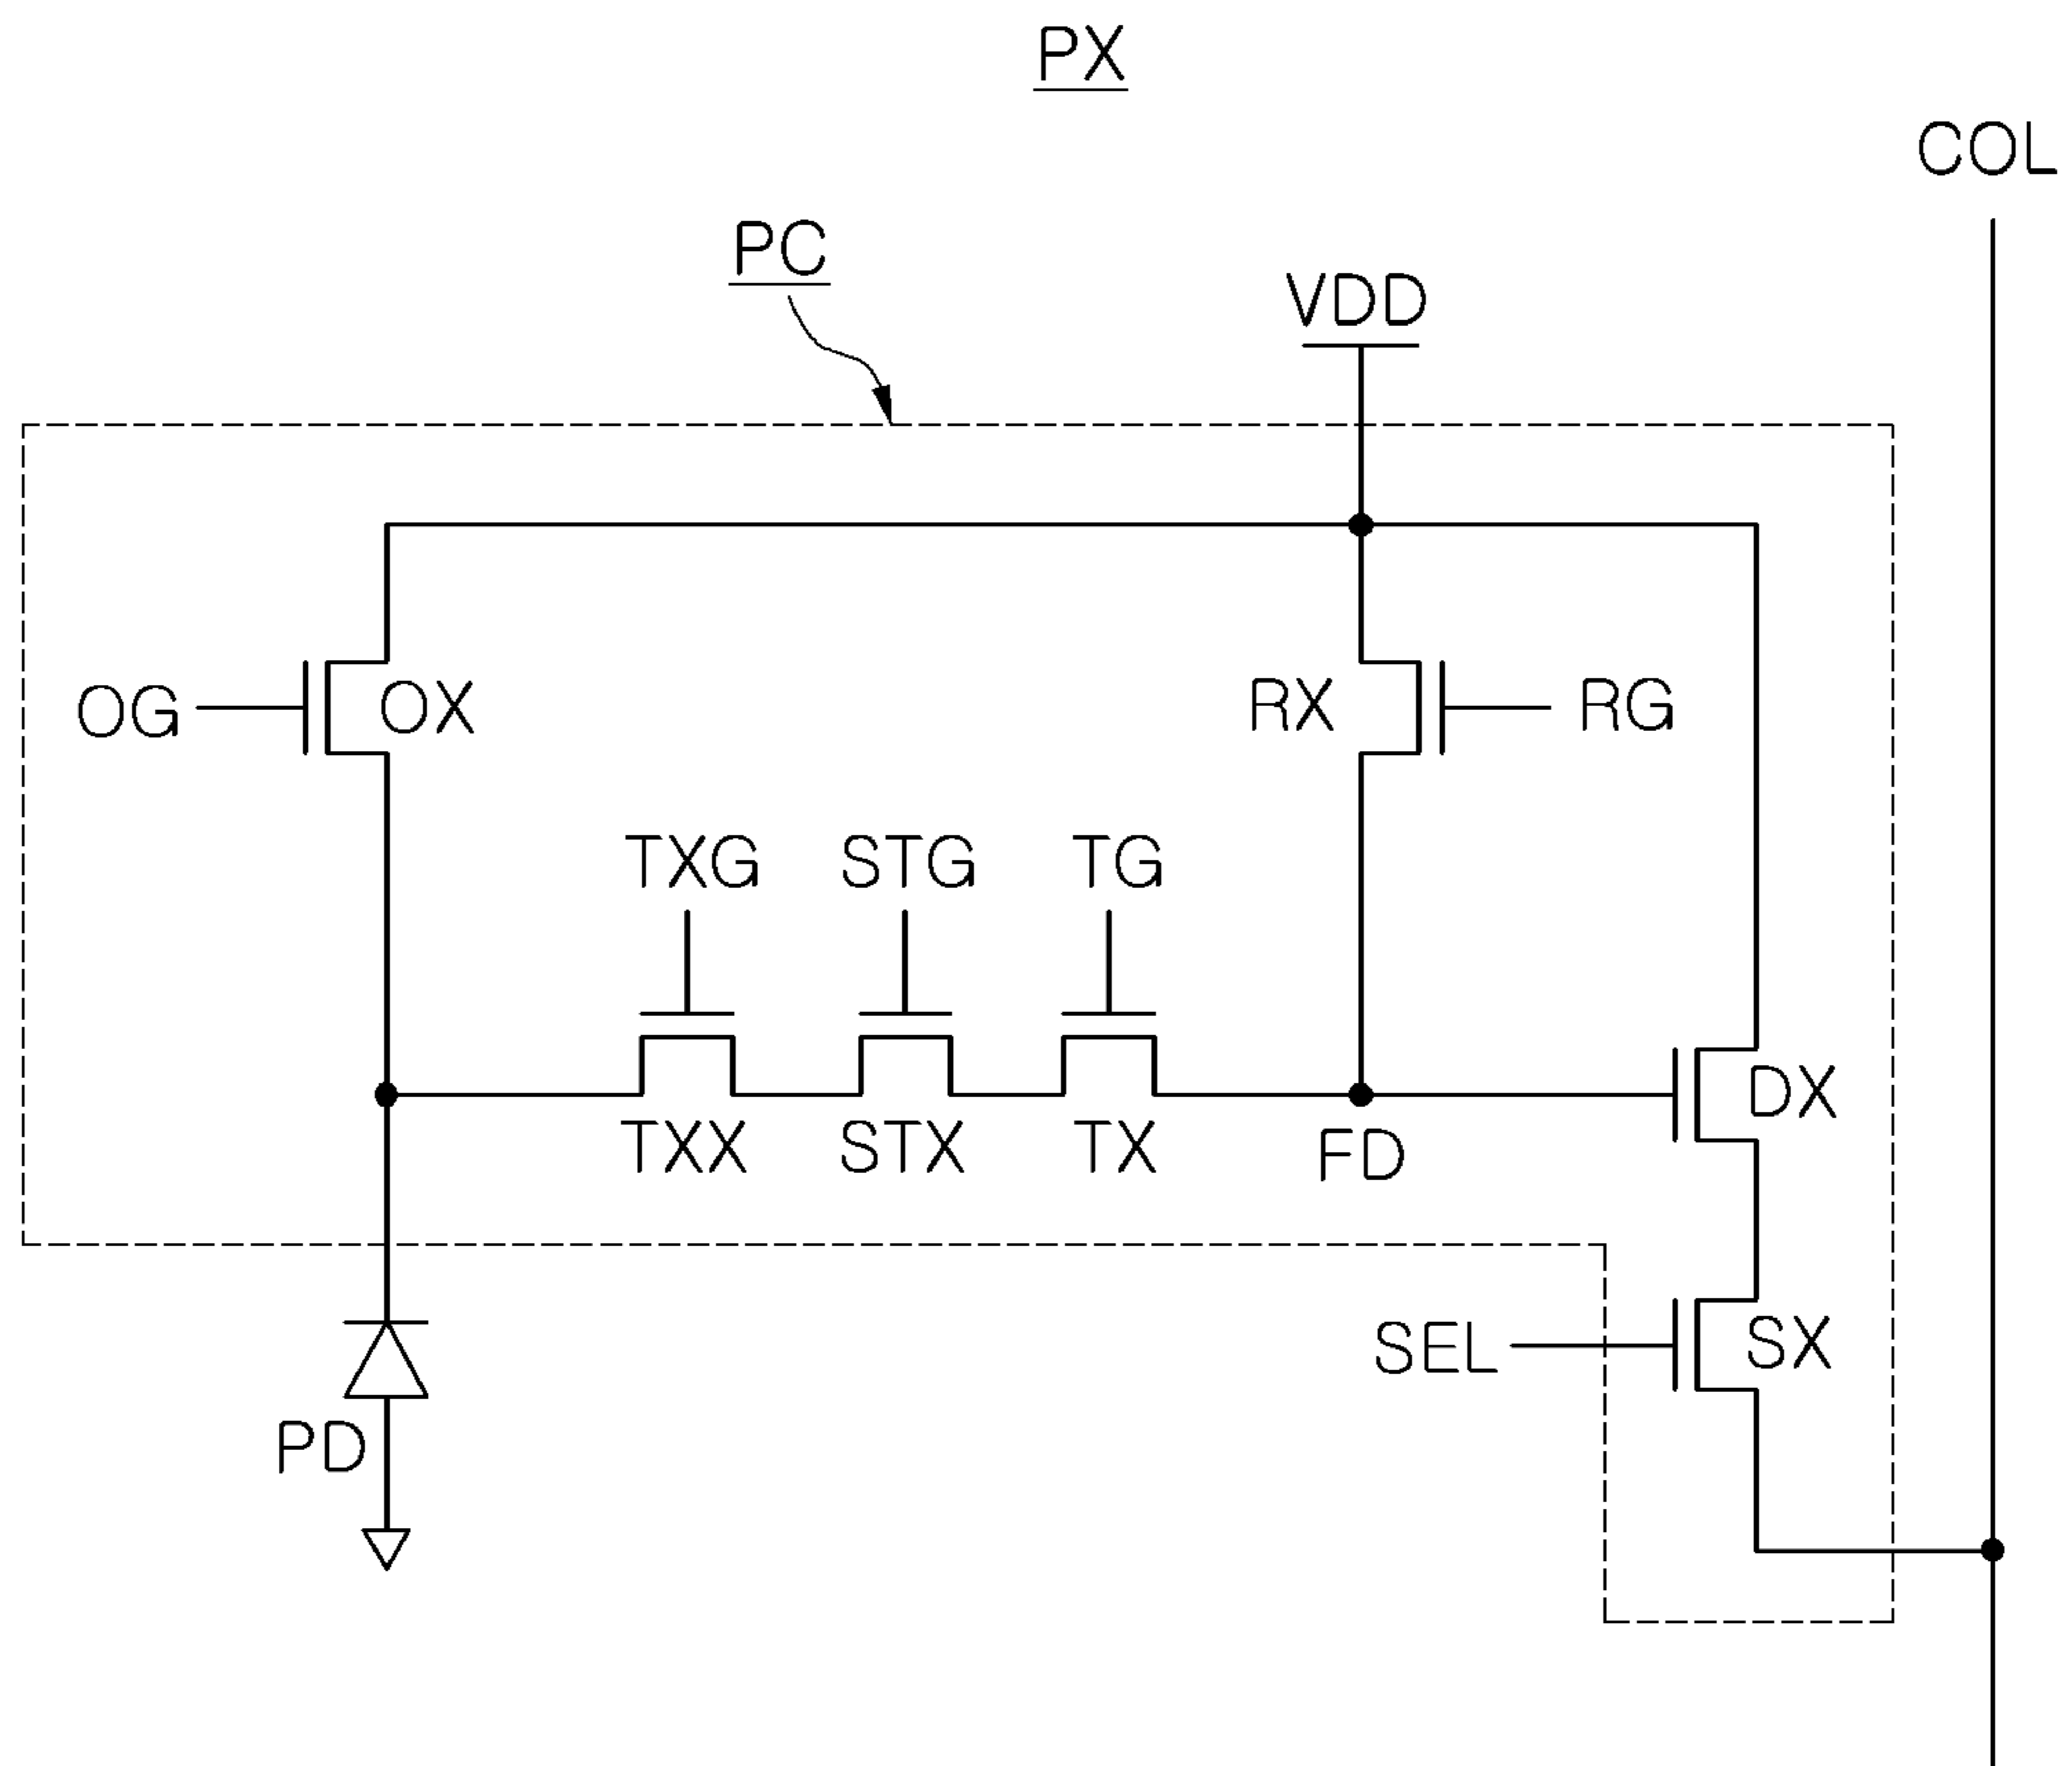 PX
COL
PC
VDD
OG
OX
RX
RG
TXG
STG
TG
TXX
STX
TX
FD
DX
SEL
SX
PD